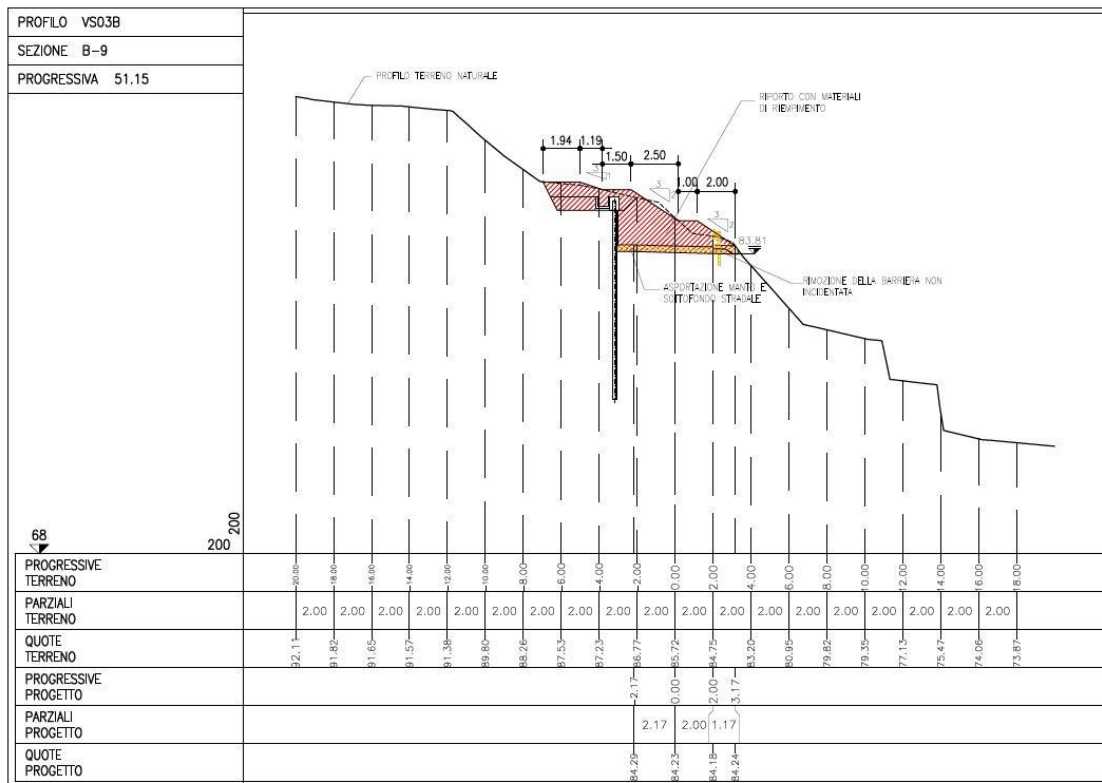 PROFILO VS03B
SEZIONE B-9
PROGRESSIVA 51.15
PROFILO TERRENO NATURALE
RIPORTO CON MATERIALI
DI RIEMPIMENTO
1.94 1.19
1.50 2.50
1.00 2.00
3 1
3 2
3 2
83.81
ASPORTAZIONE MANTO E
SOTTOFONDO STRADALE
RIMOZIONE DELLA BARRIERA NON
INCIDENTATA
68
200
200
PROGRESSIVE
TERRENO
-20.00 -18.00 -16.00 -14.00 -12.00 -10.00 -8.00 -6.00 -4.00 -2.00 0.00 2.00 4.00 6.00 8.00 10.00 12.00 14.00 16.00 18.00
PARZIALI
TERRENO
2.00 2.00 2.00 2.00 2.00 2.00 2.00 2.00 2.00 2.00 2.00 2.00 2.00 2.00 2.00 2.00 2.00 2.00 2.00
QUOTE
TERRENO
92.11 91.82 91.65 91.57 91.38 89.80 88.26 87.53 87.23 86.77 85.72 84.75 83.20 80.95 79.82 79.35 77.13 75.47 74.06 73.87
PROGRESSIVE
PROGETTO
-2.17 0.00 2.00 3.17
PARZIALI
PROGETTO
2.17 2.00 1.17
QUOTE
PROGETTO
84.29 84.23 84.18 84.24